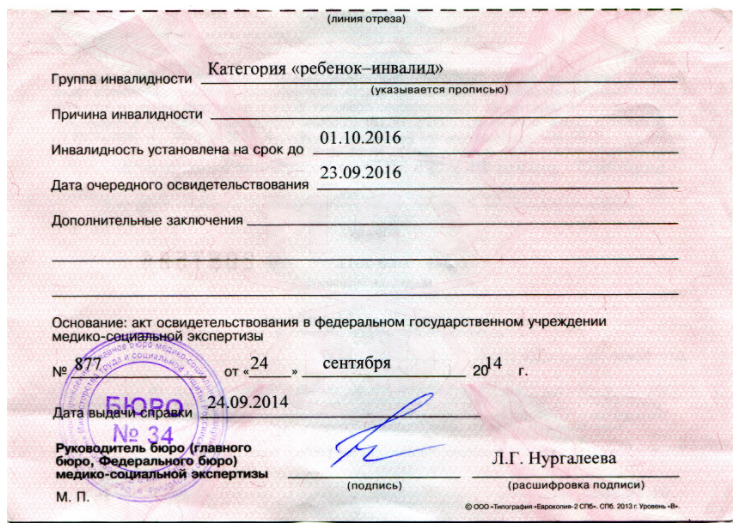 (линия отреза)
Группа инвалидности Категория «ребенок–инвалид»
(указывается прописью)
Причина инвалидности
Инвалидность установлена на срок до 01.10.2016
Дата очередного освидетельствования 23.09.2016
Дополнительные заключения
Основание: акт освидетельствования в федеральном государственном учреждении
медико-социальной экспертизы
№ 877 от «24» сентября 2014 г.
Дата выдачи справки 24.09.2014
БЮРО
№ 34
Руководитель бюро (главного
бюро, Федерального бюро)
медико-социальной экспертизы
Л.Г. Нургалеева
(подпись) (расшифровка подписи)
М. П.
© ООО «Типография «Еврокопия-2 СПб». СПб. 2013 г. Уровень «В».